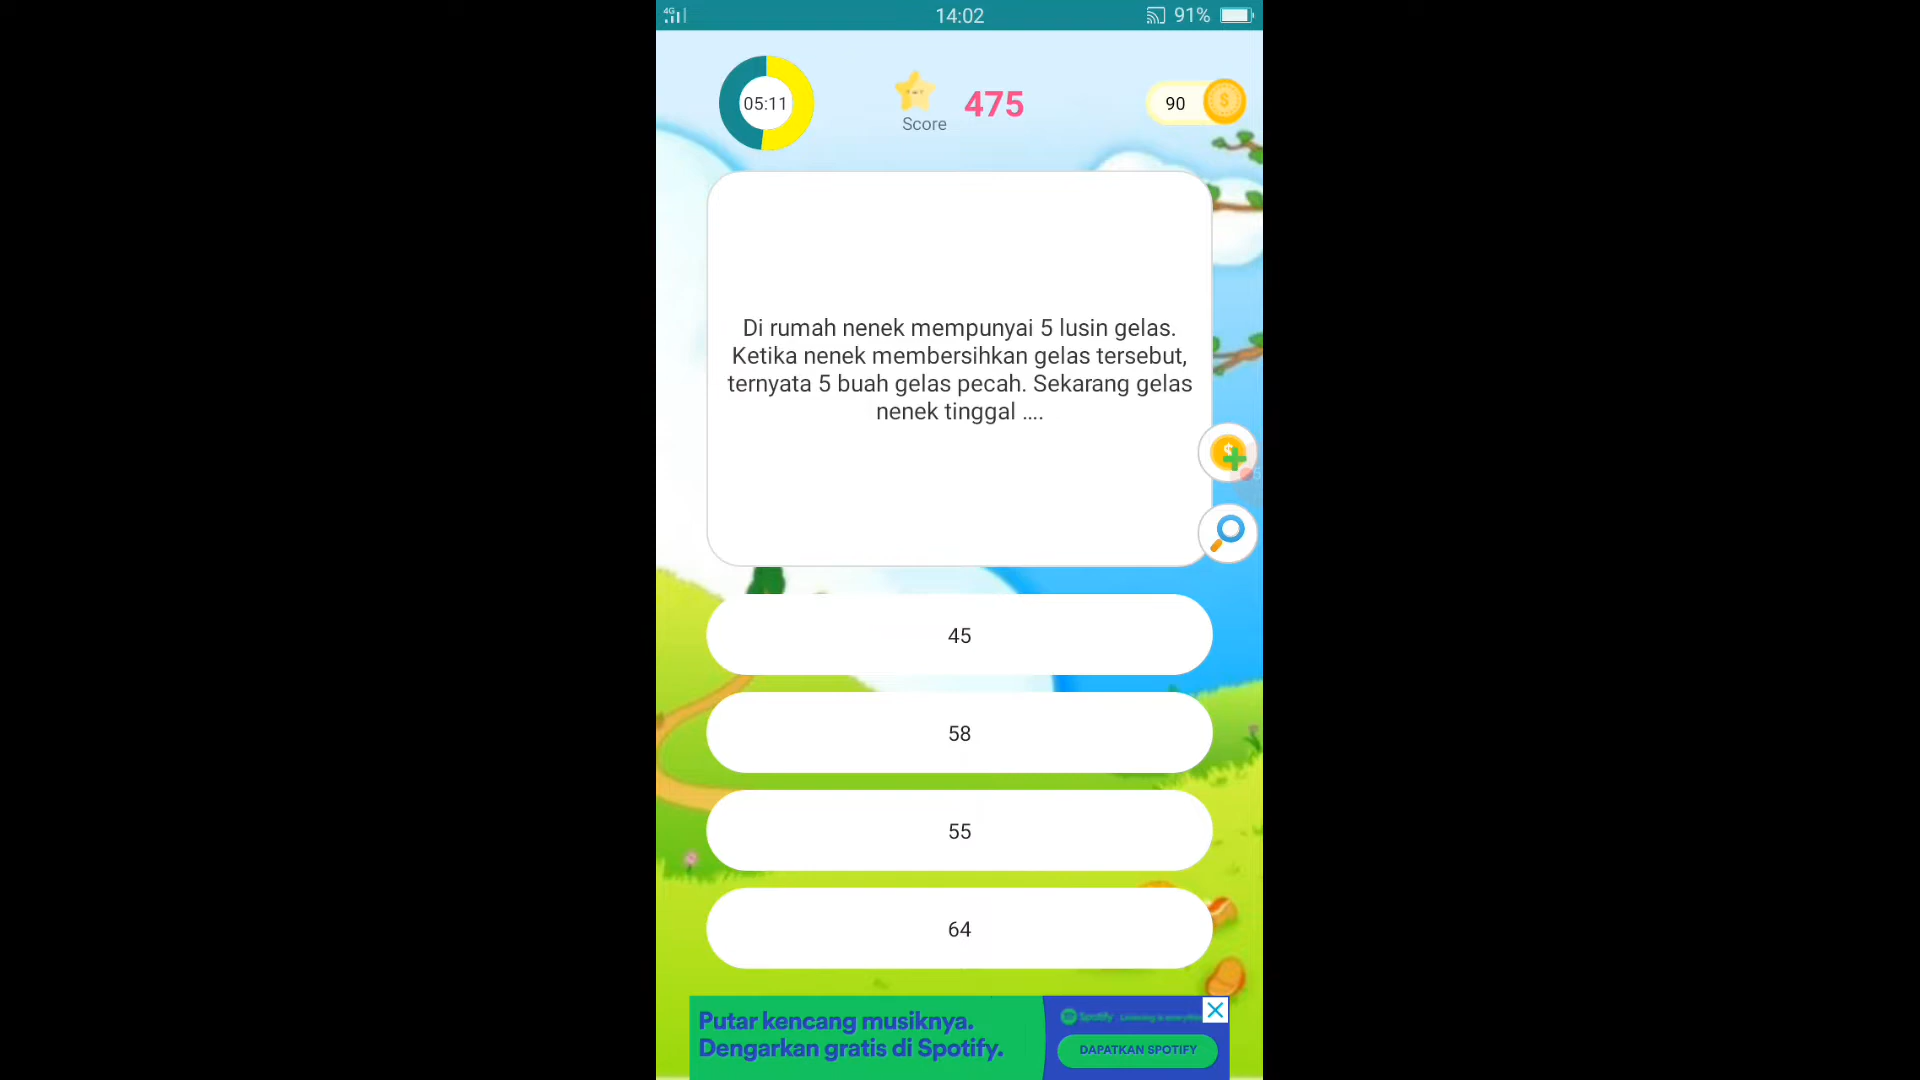 4G 14:02 91%
05:11
Score
475
90
Di rumah nenek mempunyai 5 lusin gelas.
Ketika nenek membersihkan gelas tersebut,
ternyata 5 buah gelas pecah. Sekarang gelas
nenek tinggal ....
45
58
55
64
Putar kencang musiknya.
Dengarkan gratis di Spotify.
Spotify
DAPATKAN SPOTIFY